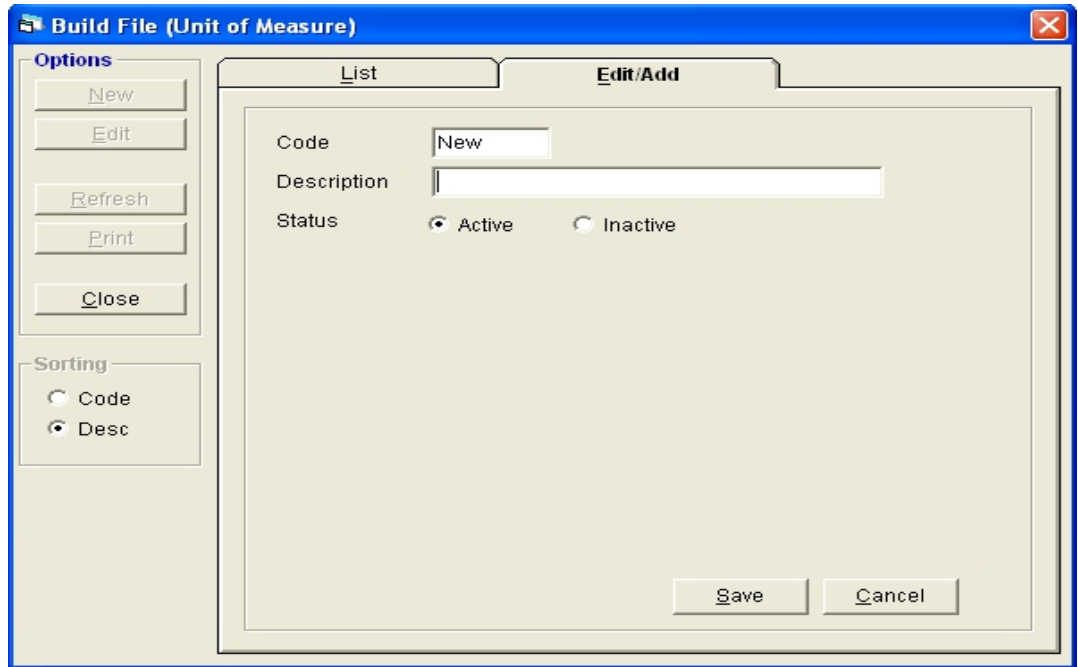 Build File (Unit of Measure)
Options
New
Edit
Refresh
Print
Close
Sorting
Code
Desc
List
Edit/Add
Code New
Description
Status Active Inactive
Save Cancel